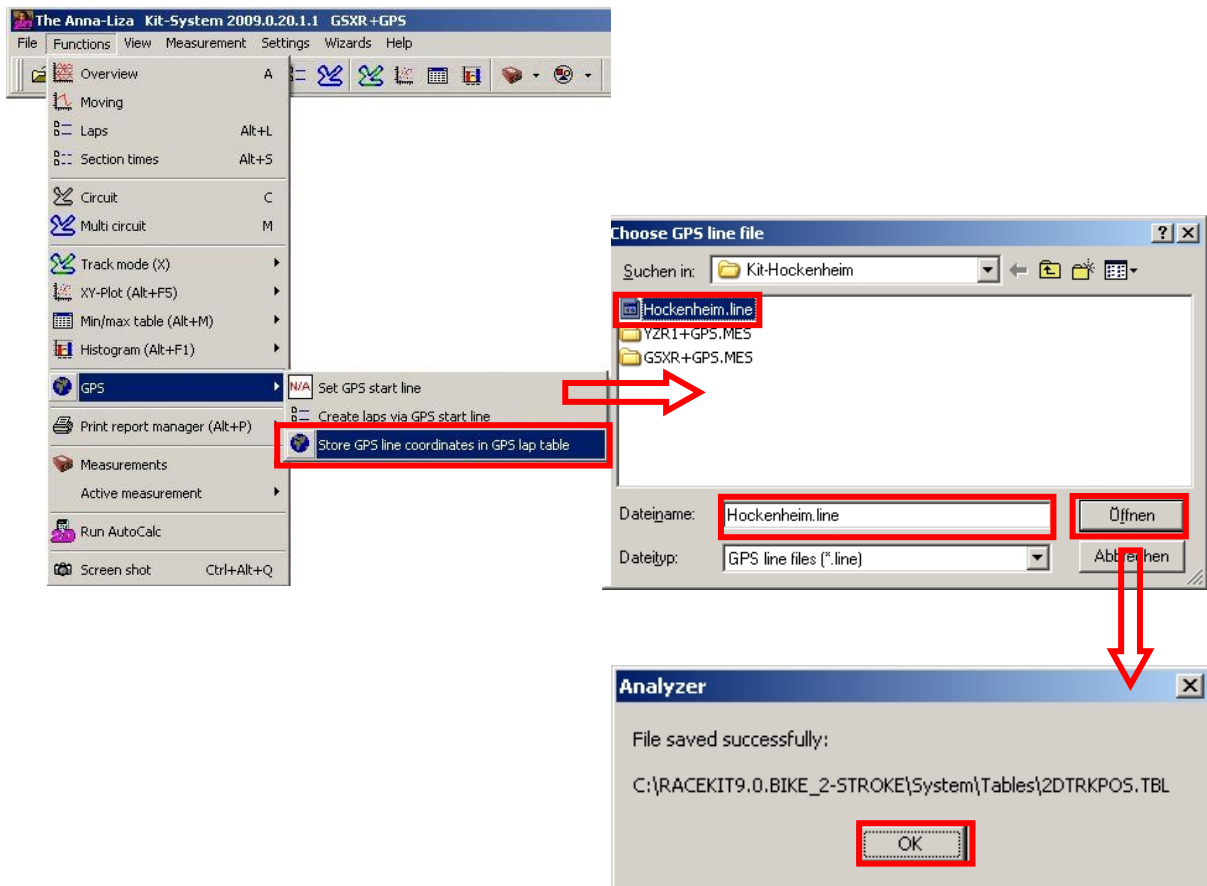 The Anna-Liza Kit-System 2009.0.20.1.1 GSXR+GPS
File Functions View Measurement Settings Wizards Help
Overview A
Moving
Laps Alt+L
Section times Alt+S
Circuit C
Multi circuit M
Track mode (X)
XY-Plot (Alt+F5)
Min/max table (Alt+M)
Histogram (Alt+F1)
GPS
N/A Set GPS start line
Create laps via GPS start line
Store GPS line coordinates in GPS lap table
Print report manager (Alt+P)
Measurements
Active measurement
Run AutoCalc
Screen shot Ctrl+Alt+Q
Choose GPS line file
Suchen in: Kit-Hockenheim
Hockenheim.line
YZR1+GPS.MES
GSXR+GPS.MES
Dateiname: Hockenheim.line Öffnen
Dateityp: GPS line files (*.line) Abbrechen
Analyzer
File saved successfully:
C:\RACEKIT9.0.BIKE_2-STROKE\System\Tables\2DTRKPOS.TBL
OK